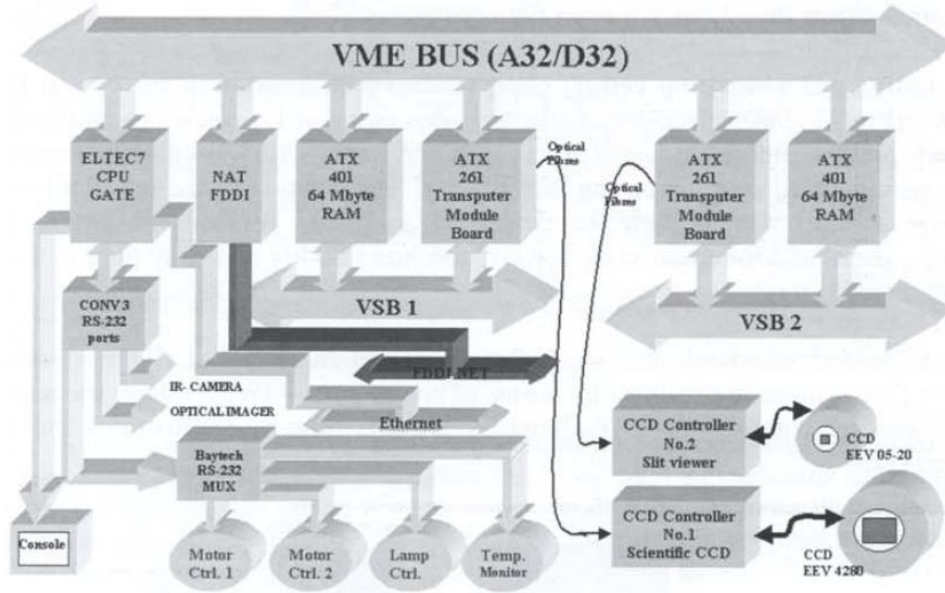 VME BUS (A32/D32)
ELTEC7
CPU
GATE
NAT
FDDI
ATX
401
64 Mbyte
RAM
ATX
261
Transputer
Module
Board
Optical
Fibres
Optical
Fibres
ATX
261
Transputer
Module
Board
ATX
401
64 Mbyte
RAM
CONV3
RS-232
ports
VSB 1
VSB 2
FDDI NET
IR- CAMERA
OPTICAL IMAGER
Ethernet
Baytech
RS-232
MUX
CCD Controller
No.2
Slit viewer
CCD
EEV 05-20
CCD Controller
No.1
Scientific CCD
CCD
EEV 4280
Console
Motor
Ctrl. 1
Motor
Ctrl. 2
Lamp
Ctrl.
Temp.
Monitor